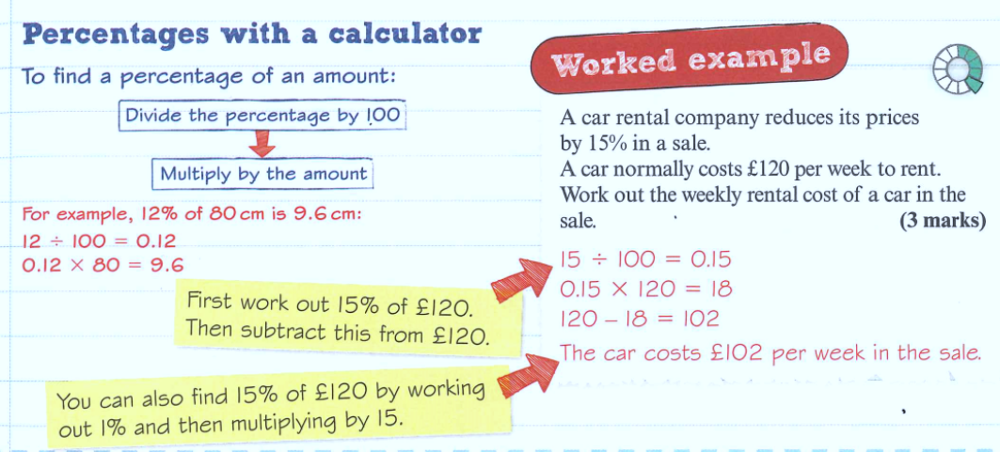 Percentages with a calculator
To find a percentage of an amount:
Divide the percentage by 100
Multiply by the amount
For example, 12% of 80 cm is 9.6 cm:
12 ÷ 100 = 0.12
0.12 × 80 = 9.6
First work out 15% of £120.
Then subtract this from £120.
You can also find 15% of £120 by working
out 1% and then multiplying by 15.
Worked example
A car rental company reduces its prices
by 15% in a sale.
A car normally costs £120 per week to rent.
Work out the weekly rental cost of a car in the
sale. (3 marks)
15 ÷ 100 = 0.15
0.15 × 120 = 18
120 – 18 = 102
The car costs £102 per week in the sale.